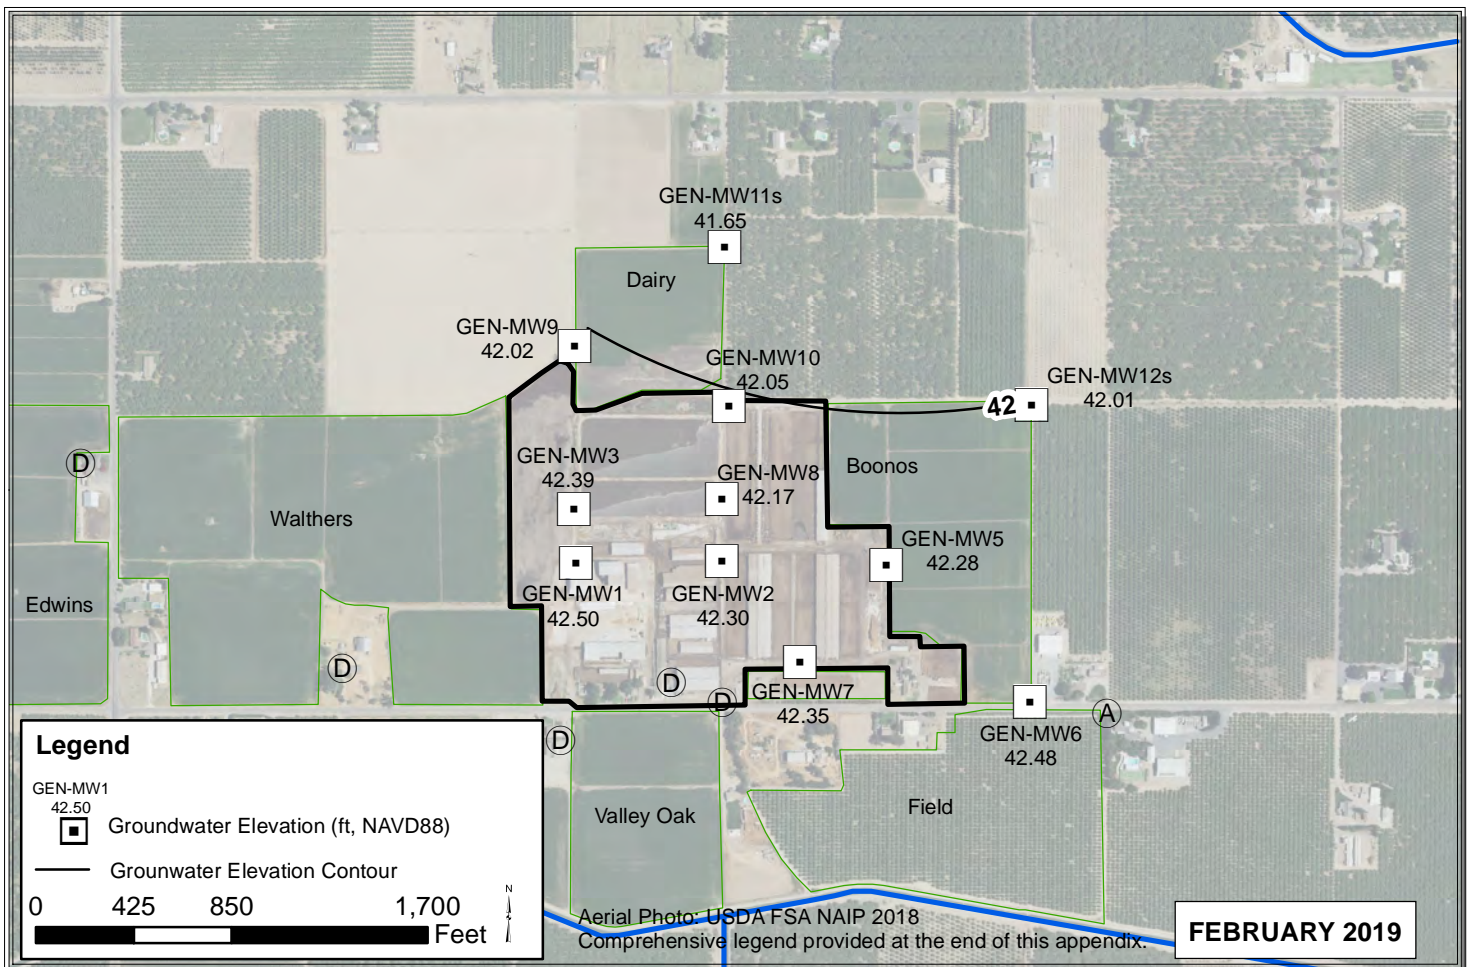 GEN-MW11s
41.65
Dairy
GEN-MW9
42.02
GEN-MW10
42.05
GEN-MW12s
42.01
42
GEN-MW3
42.39
GEN-MW8
42.17
Boonos
D
Walthers
GEN-MW5
42.28
GEN-MW1
42.50
GEN-MW2
42.30
Edwins
D
D
D
GEN-MW7
42.35
A
GEN-MW6
42.48
D
Valley Oak
Field
Legend
GEN-MW1
42.50
Groundwater Elevation (ft, NAVD88)
Grounwater Elevation Contour
0 425 850 1,700
Feet
N
Aerial Photo: USDA FSA NAIP 2018
Comprehensive legend provided at the end of this appendix.
FEBRUARY 2019